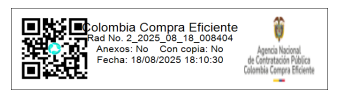 Colombia Compra Eficiente
Rad No. 2_2025_08_18_008404
Anexos: No Con copia: No
Fecha: 18/08/2025 18:10:30
Agencia Nacional
de Contratación Pública
Colombia Compra Eficiente